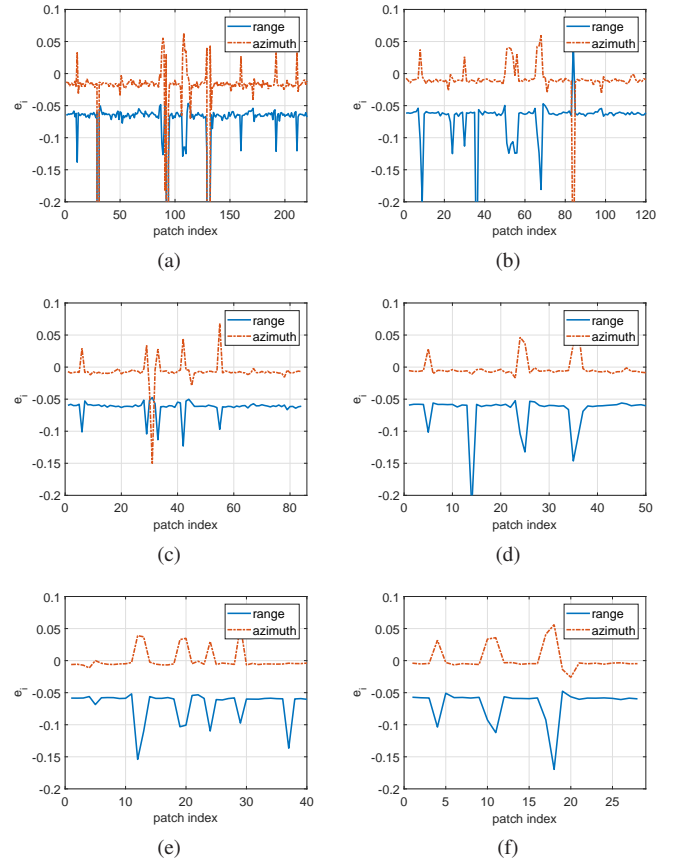 0.1
0.05
0
-0.05
-0.1
-0.15
-0.2
e_i
0 50 100 150 200
patch index
range
azimuth
(a)
0.1
0.05
0
-0.05
-0.1
-0.15
-0.2
e_i
0 20 40 60 80 100 120
patch index
range
azimuth
(b)
0.1
0.05
0
-0.05
-0.1
-0.15
-0.2
e_i
0 20 40 60 80
patch index
range
azimuth
(c)
0.1
0.05
0
-0.05
-0.1
-0.15
-0.2
e_i
0 10 20 30 40 50
patch index
range
azimuth
(d)
0.1
0.05
0
-0.05
-0.1
-0.15
-0.2
e_i
0 10 20 30 40
patch index
range
azimuth
(e)
0.1
0.05
0
-0.05
-0.1
-0.15
-0.2
e_i
0 5 10 15 20 25
patch index
range
azimuth
(f)